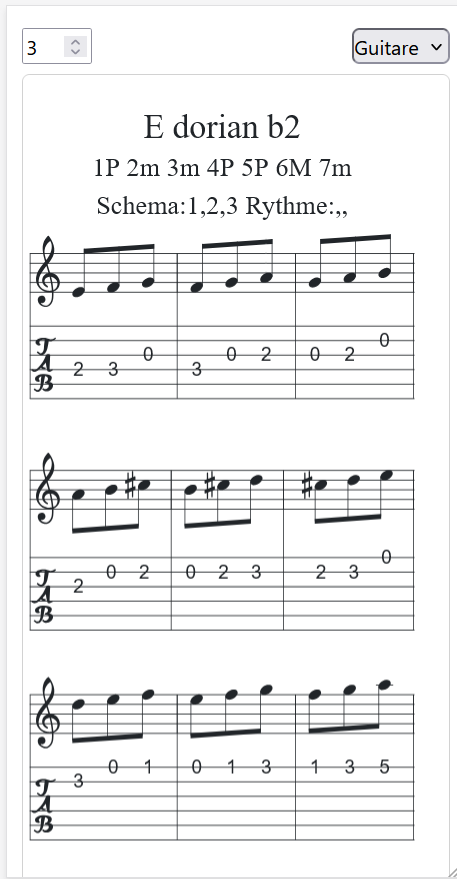 3 Guitare
E dorian b2
1P 2m 3m 4P 5P 6M 7m
Schema:1,2,3 Rythme:,,
T A B
2 3 0 3 0 2 0 2 0
T A B
2 0 2 0 2 3 2 3 0
T A B
3 0 1 0 1 3 1 3 5